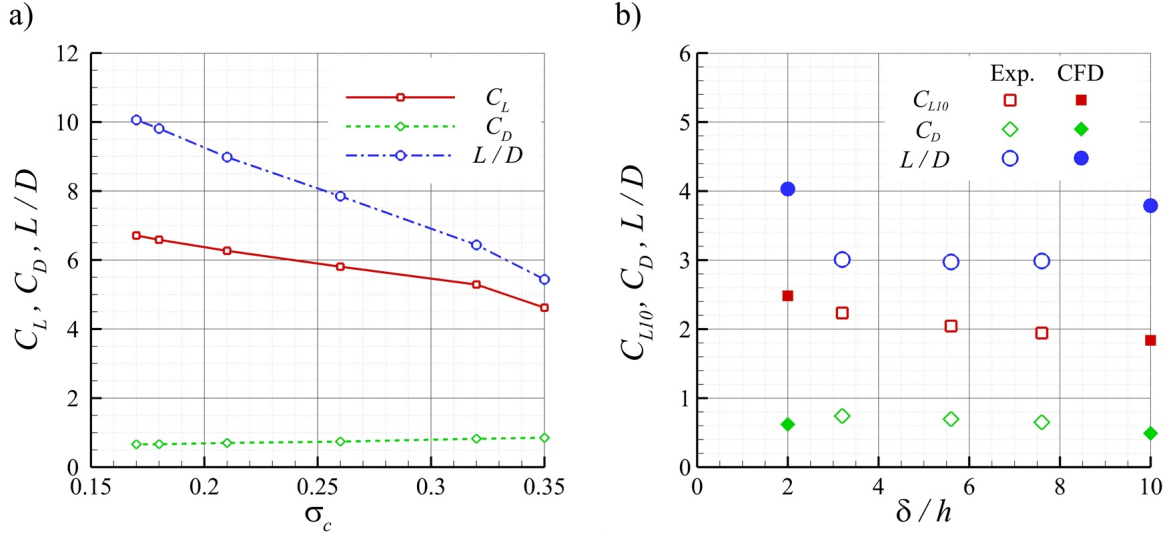 a)
C_L , C_D , L / D
12
10
8
6
4
2
0
0.15
0.2
0.25
0.3
0.35
σ_c
C_L
C_D
L / D
b)
C_L10 , C_D , L / D
6
5
4
3
2
1
0
0
2
4
6
8
10
δ / h
Exp. CFD
C_L10
C_D
L / D